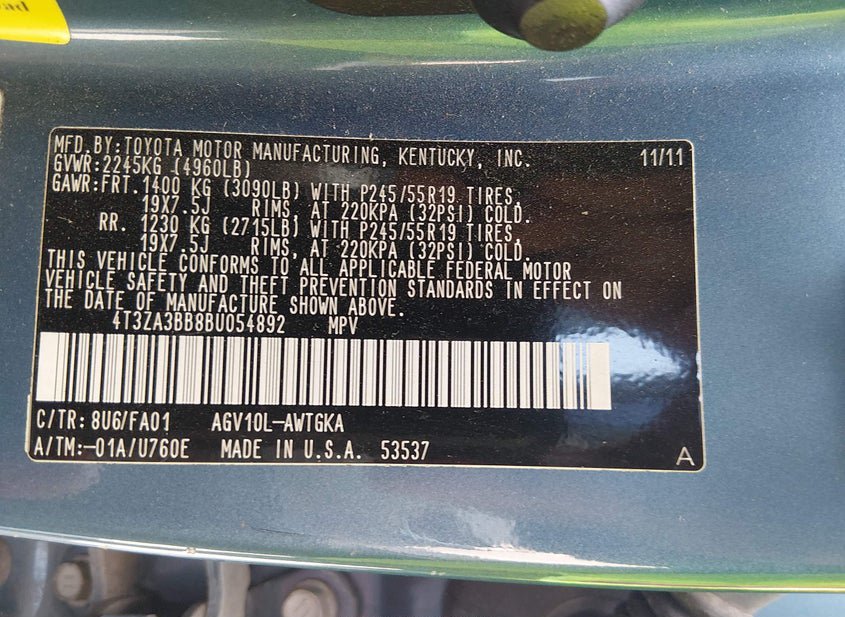 MFD.BY:TOYOTA MOTOR MANUFACTURING, KENTUCKY, INC. 11/11
GVWR:2245KG (4960LB)
GAWR:FRT. 1400 KG (3090LB) WITH P245/55R19 TIRES,
19X7.5J RIMS, AT 220KPA (32PSI) COLD.
RR. 1230 KG (2715LB) WITH P245/55R19 TIRES,
19X7.5J RIMS, AT 220KPA (32PSI) COLD.
THIS VEHICLE CONFORMS TO ALL APPLICABLE FEDERAL MOTOR
VEHICLE SAFETY AND THEFT PREVENTION STANDARDS IN EFFECT ON
THE DATE OF MANUFACTURE SHOWN ABOVE.
4T3ZA3BB8BU054892 MPV
C/TR: 8U6/FA01 AGV10L-AWTGKA
A/TM:-01A/U760E MADE IN U.S.A. 53537
A